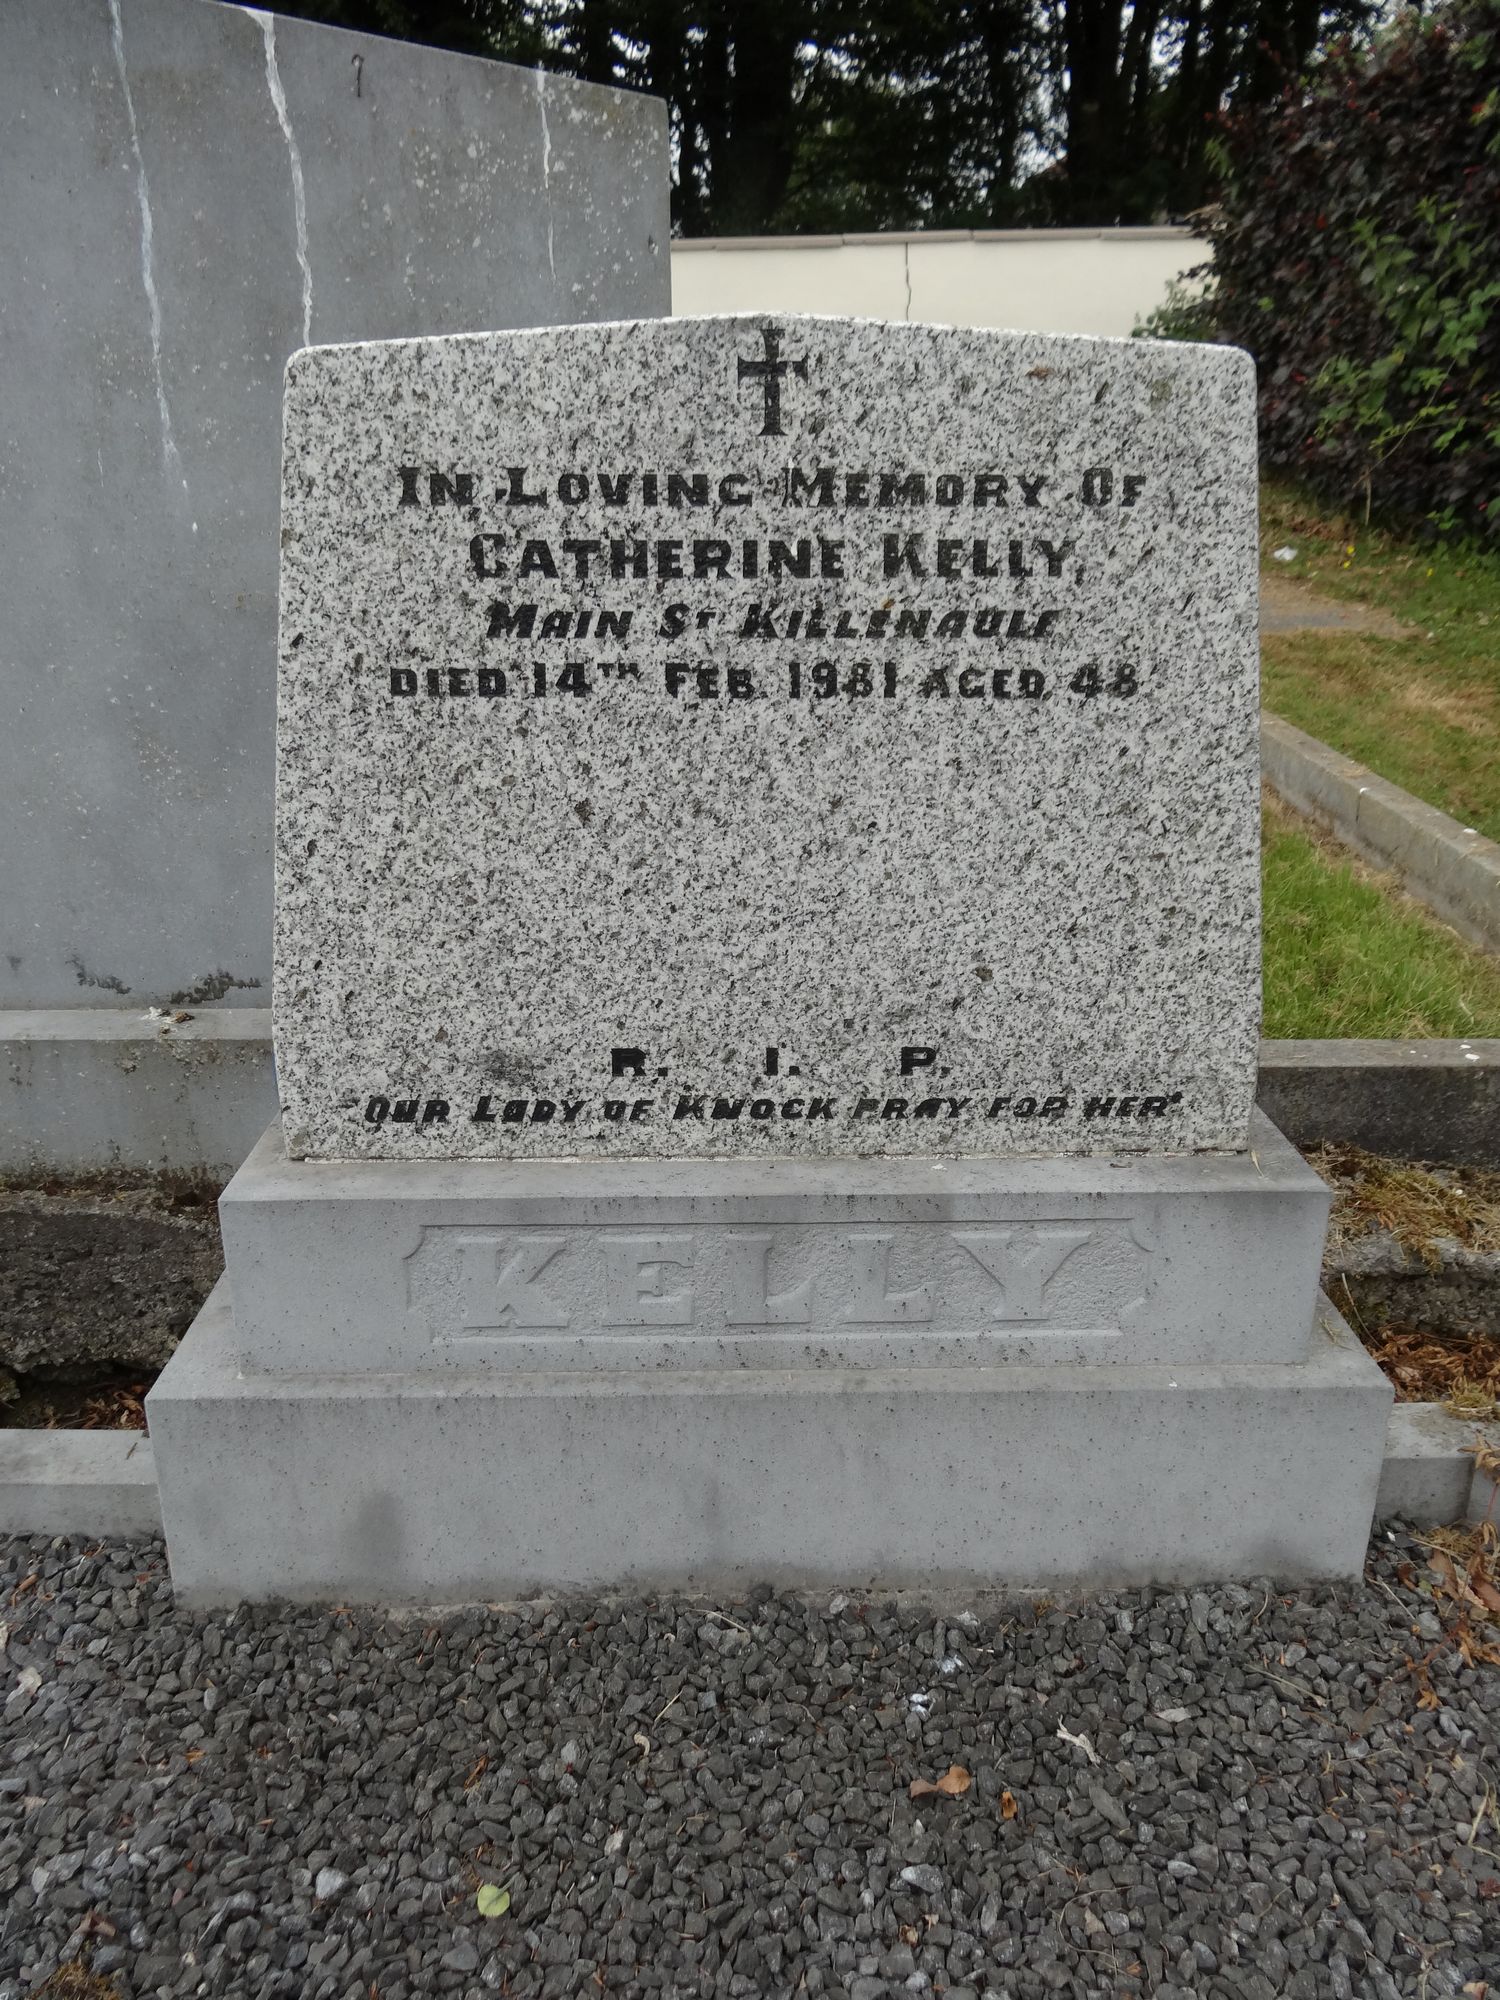 IN LOVING MEMORY OF
CATHERINE KELLY,
MAIN ST KILLENAULE
DIED 14TH FEB. 1981 AGED 48
R. I. P.
"OUR LADY OF KNOCK PRAY FOR HER"
KELLY